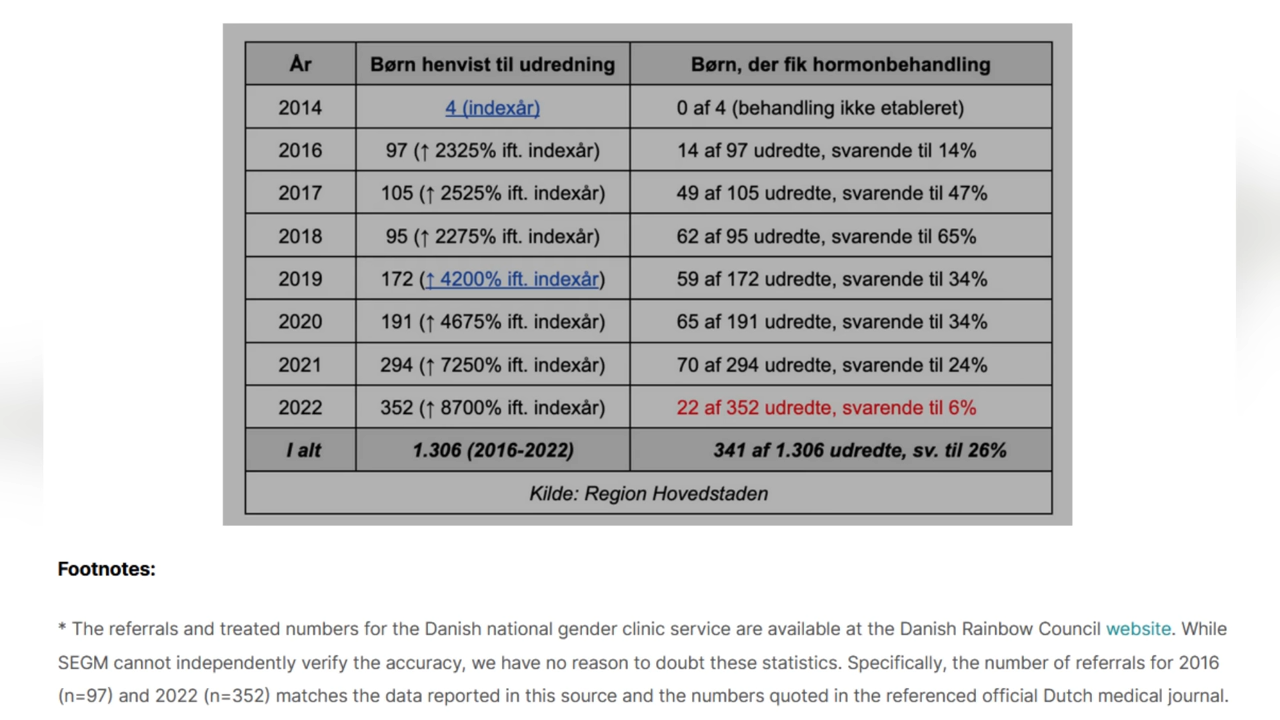 År Børn henvist til udredning Børn, der fik hormonbehandling
2014 4 (indexår) 0 af 4 (behandling ikke etableret)
2016 97 (↑ 2325% ift. indexår) 14 af 97 udredte, svarende til 14%
2017 105 (↑ 2525% ift. indexår) 49 af 105 udredte, svarende til 47%
2018 95 (↑ 2275% ift. indexår) 62 af 95 udredte, svarende til 65%
2019 172 (↑ 4200% ift. indexår) 59 af 172 udredte, svarende til 34%
2020 191 (↑ 4675% ift. indexår) 65 af 191 udredte, svarende til 34%
2021 294 (↑ 7250% ift. indexår) 70 af 294 udredte, svarende til 24%
2022 352 (↑ 8700% ift. indexår) 22 af 352 udredte, svarende til 6%
I alt 1.306 (2016-2022) 341 af 1.306 udredte, sv. til 26%
Kilde: Region Hovedstaden
Footnotes:
* The referrals and treated numbers for the Danish national gender clinic service are available at the Danish Rainbow Council website. While
SEGM cannot independently verify the accuracy, we have no reason to doubt these statistics. Specifically, the number of referrals for 2016
(n=97) and 2022 (n=352) matches the data reported in this source and the numbers quoted in the referenced official Dutch medical journal.